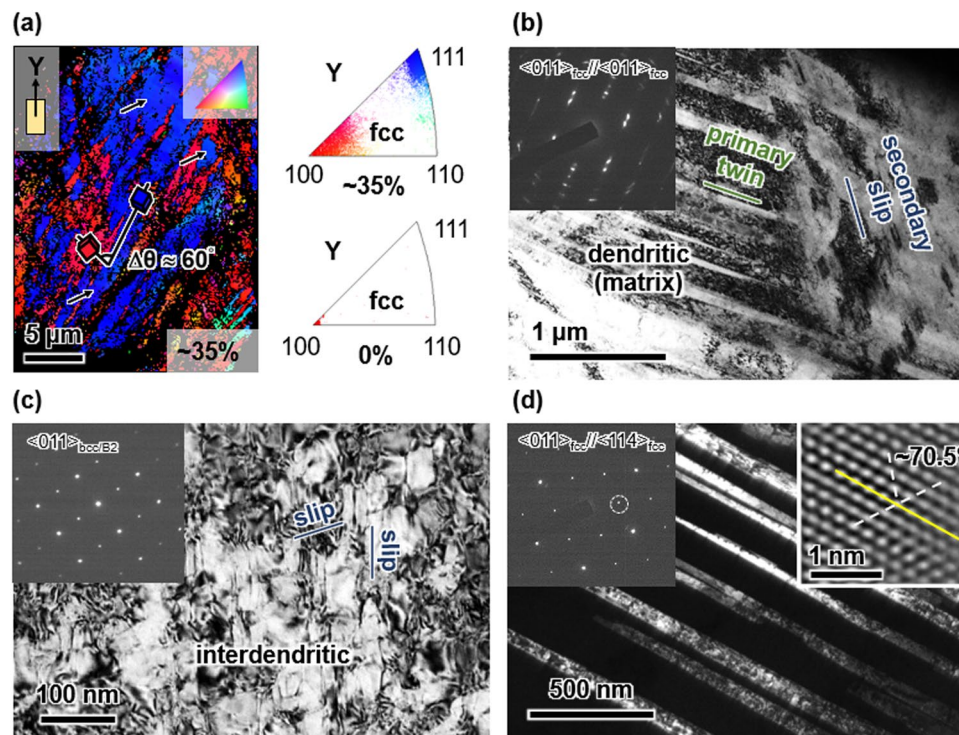 (a)
Y
Δθ ≈ 60°
5 μm
~35%
Y
111
fcc
100
110
~35%
Y
111
fcc
100
110
0%
(b)
<011>fcc//<011>fcc
primary
twin
secondary
slip
dendritic
(matrix)
1 μm
(c)
<011>bcc/B2
slip
slip
interdendritic
100 nm
(d)
<011>fcc//<114>fcc
~70.5°
1 nm
500 nm